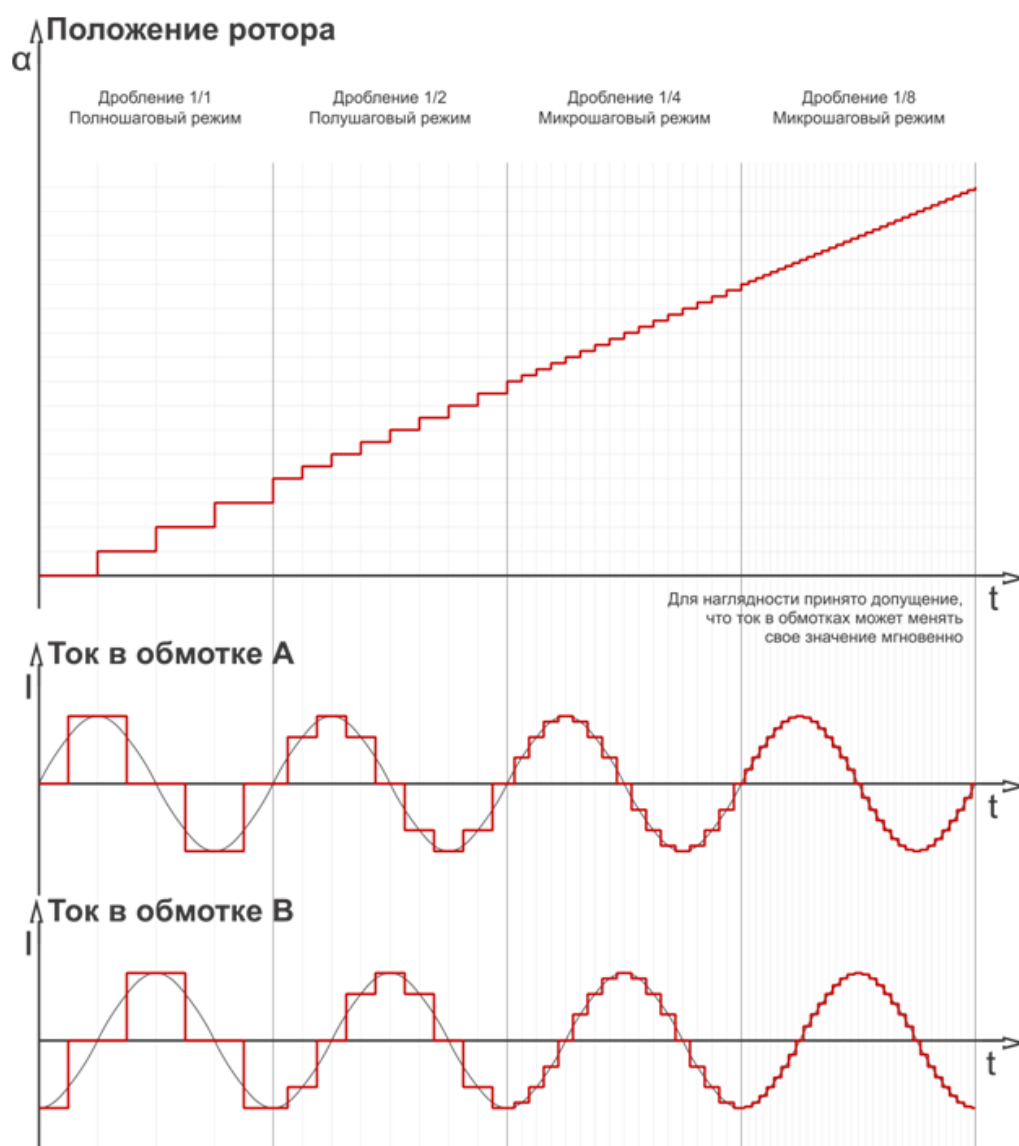 Положение ротора
α
Дробление 1/1
Полношаговый режим
Дробление 1/2
Полушаговый режим
Дробление 1/4
Микрошаговый режим
Дробление 1/8
Микрошаговый режим
t
Для наглядности принято допущение,
что ток в обмотках может менять
свое значение мгновенно
Ток в обмотке А
I
t
Ток в обмотке В
I
t